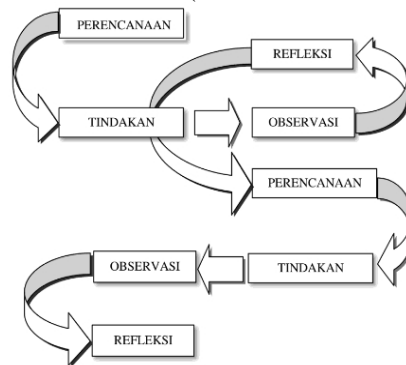 PERENCANAAN
REFLEKSI
TINDAKAN
OBSERVASI
PERENCANAAN
OBSERVASI
TINDAKAN
REFLEKSI